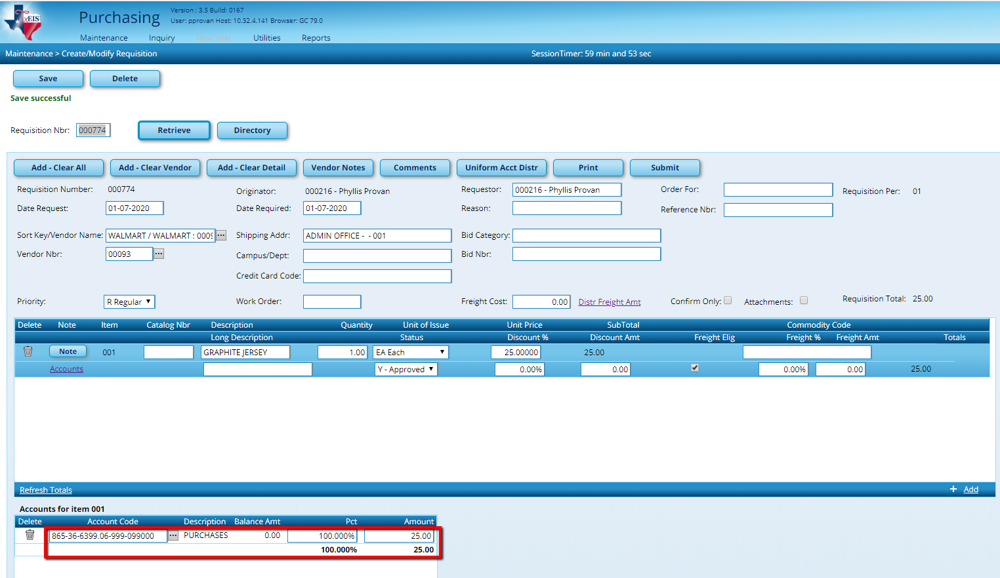 xEIS
Purchasing
Version : 3.5 Build: 0167
User: pprovan Host: 10.52.4.141 Browser: GC 79.0
Maintenance Inquiry Next Year Utilities Reports
Maintenance > Create/Modify Requisition SessionTimer: 59 min and 53 sec
Save Delete
Save successful
Requisition Nbr: 000774 Retrieve Directory
Add - Clear All Add - Clear Vendor Add - Clear Detail Vendor Notes Comments Uniform Acct Distr Print Submit
Requisition Number: 000774 Originator: 000216 - Phyllis Provan Requestor: 000216 - Phyllis Provan Order For: Requisition Per: 01
Date Request: 01-07-2020 Date Required: 01-07-2020 Reason: Reference Nbr:
Sort Key/Vendor Name: WALMART / WALMART : 0009 ... Shipping Addr: ADMIN OFFICE - - 001 Bid Category:
Vendor Nbr: 00093 ... Campus/Dept: Bid Nbr:
Credit Card Code:
Priority: R Regular Work Order: Freight Cost: 0.00 Distr Freight Amt Confirm Only: Attachments: Requisition Total: 25.00
Delete Note Item Catalog Nbr Description Quantity Unit of Issue Unit Price SubTotal Commodity Code
Long Description Status Discount % Discount Amt Freight Elig Freight % Freight Amt Totals
Note 001 GRAPHITE JERSEY 1.00 EA Each 25.00000 25.00
Accounts Y - Approved 0.00% 0.00 0.00% 0.00 25.00
Refresh Totals + Add
Accounts for item 001
Delete Account Code Description Balance Amt Pct Amount
865-36-6399.06-999-099000 ... PURCHASES 0.00 100.000% 25.00
100.000% 25.00